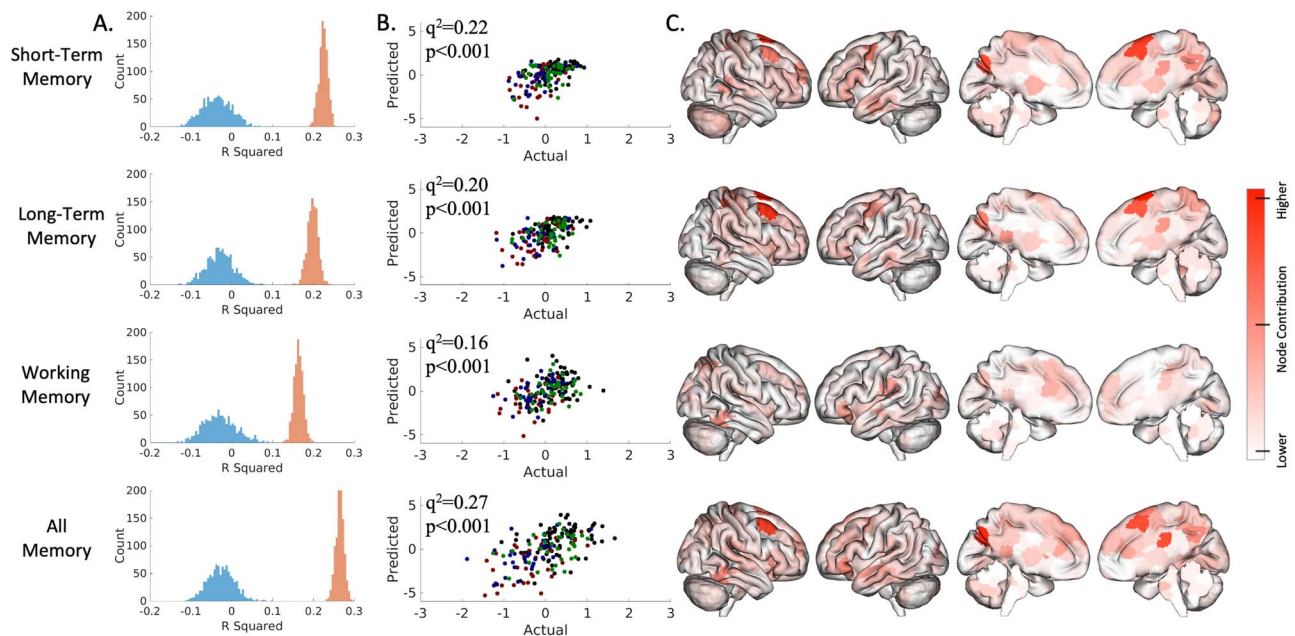 A.
B.
C.
Short-Term
Memory
Count
200
150
100
50
0
-0.2
-0.1
0
0.1
0.2
0.3
R Squared
q²=0.22
p<0.001
Predicted
5
0
-5
-3
-2
-1
0
1
2
3
Actual
Long-Term
Memory
Count
200
150
100
50
0
-0.2
-0.1
0
0.1
0.2
0.3
R Squared
q²=0.20
p<0.001
Predicted
5
0
-5
-3
-2
-1
0
1
2
3
Actual
Working
Memory
Count
200
150
100
50
0
-0.2
-0.1
0
0.1
0.2
0.3
R Squared
q²=0.16
p<0.001
Predicted
5
0
-5
-3
-2
-1
0
1
2
3
Actual
All
Memory
Count
200
150
100
50
0
-0.2
-0.1
0
0.1
0.2
0.3
R Squared
q²=0.27
p<0.001
Predicted
5
0
-5
-3
-2
-1
0
1
2
3
Actual
Higher
Node Contribution
Lower